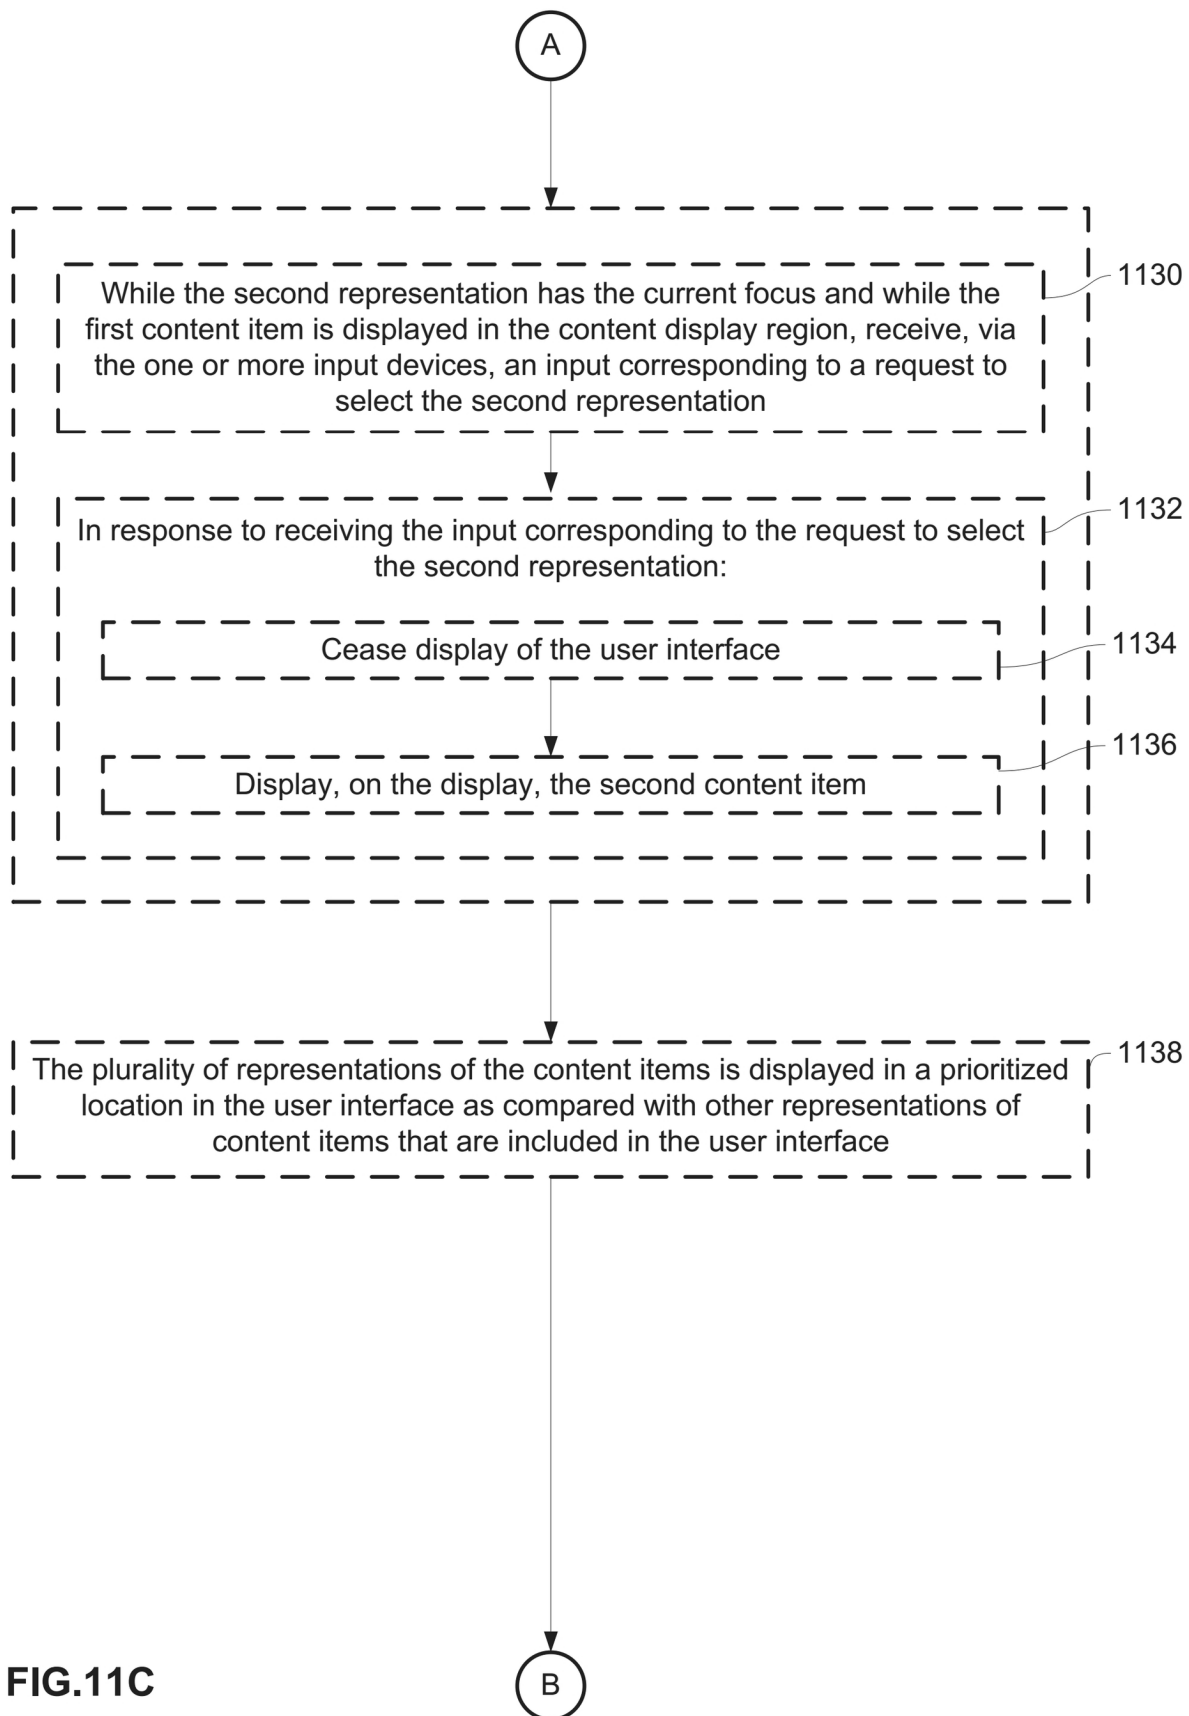 A
While the second representation has the current focus and while the
first content item is displayed in the content display region, receive, via
the one or more input devices, an input corresponding to a request to
select the second representation
1130
In response to receiving the input corresponding to the request to select
the second representation:
1132
Cease display of the user interface
1134
Display, on the display, the second content item
1136
The plurality of representations of the content items is displayed in a prioritized
location in the user interface as compared with other representations of
content items that are included in the user interface
1138
FIG.11C
B